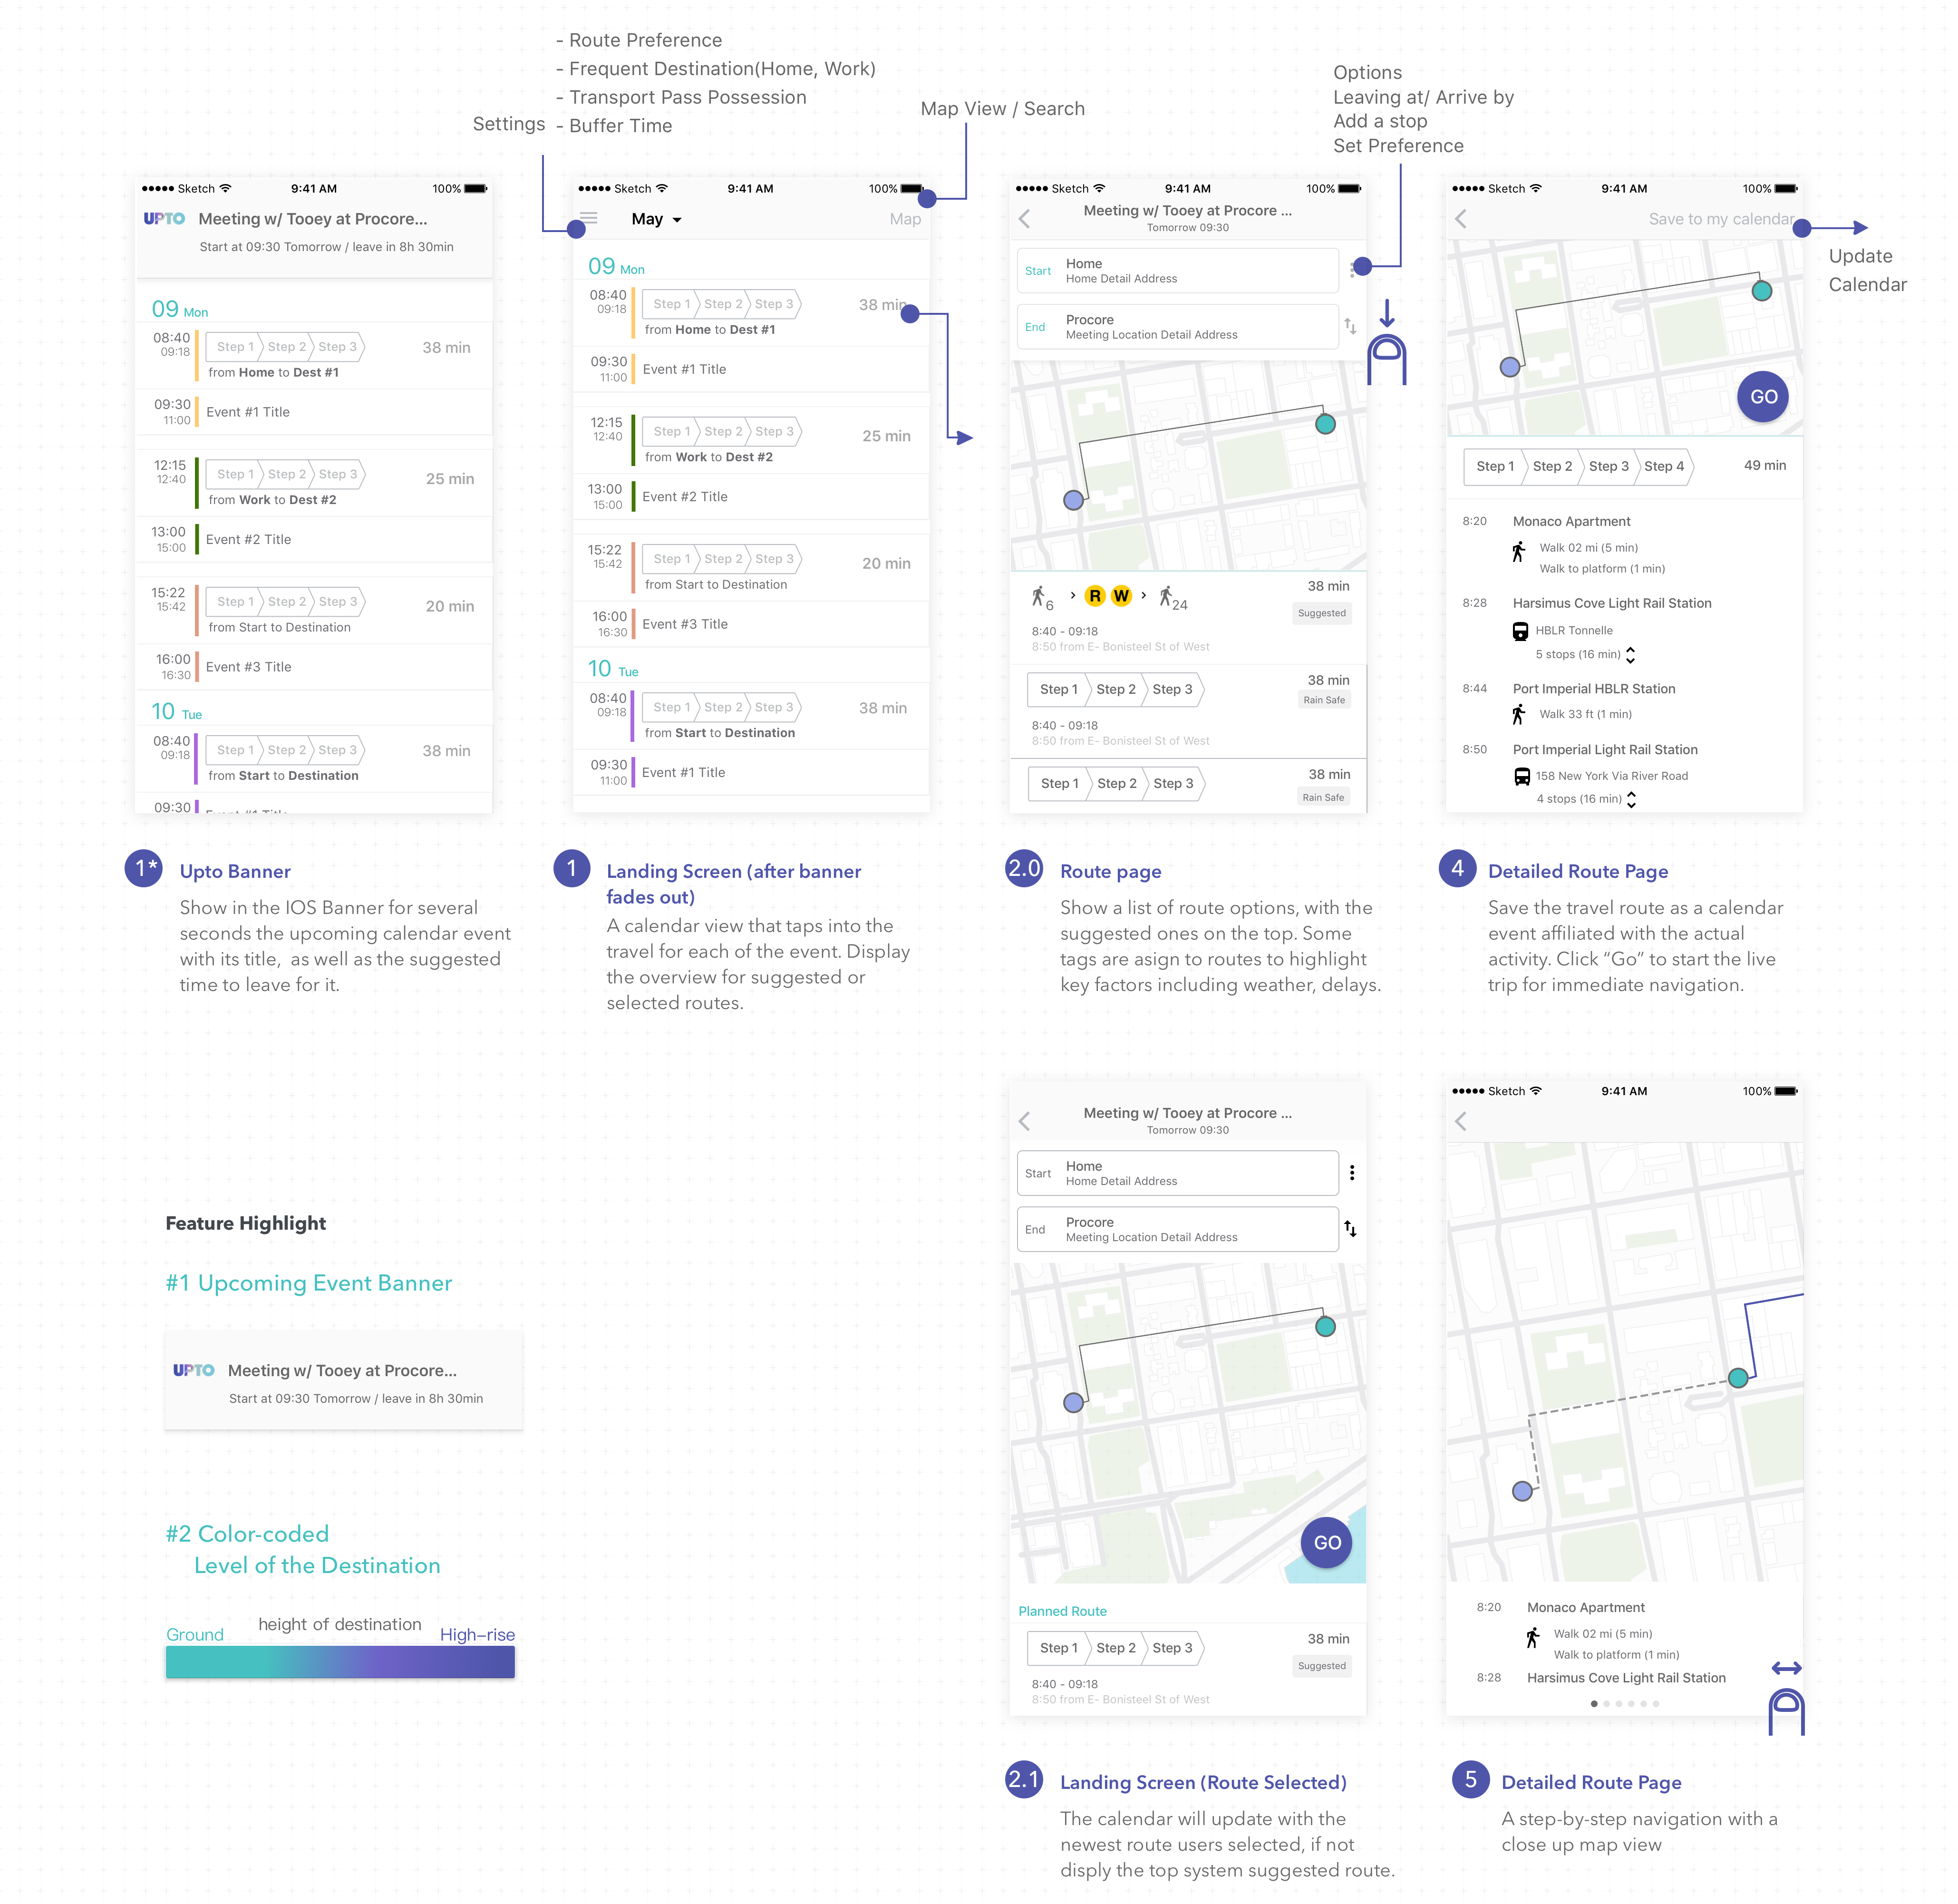 - Route Preference
- Frequent Destination(Home, Work)
- Transport Pass Possession
Settings - Buffer Time
Map View / Search
Options
Leaving at/ Arrive by
Add a stop
Set Preference
Sketch 9:41 AM 100%
UPTO Meeting w/ Tooey at Procore...
Start at 09:30 Tomorrow / leave in 8h 30min
09 Mon
08:40
09:18
Step 1 Step 2 Step 3 38 min
from Home to Dest #1
09:30
11:00
Event #1 Title
12:15
12:40
Step 1 Step 2 Step 3 25 min
from Work to Dest #2
13:00
15:00
Event #2 Title
15:22
15:42
Step 1 Step 2 Step 3 20 min
from Start to Destination
16:00
16:30
Event #3 Title
10 Tue
08:40
09:18
Step 1 Step 2 Step 3 38 min
from Start to Destination
09:30
Event #1 Title
Sketch 9:41 AM 100%
May Map
09 Mon
08:40
09:18
Step 1 Step 2 Step 3 38 min
from Home to Dest #1
09:30
11:00
Event #1 Title
12:15
12:40
Step 1 Step 2 Step 3 25 min
from Work to Dest #2
13:00
15:00
Event #2 Title
15:22
15:42
Step 1 Step 2 Step 3 20 min
from Start to Destination
16:00
16:30
Event #3 Title
10 Tue
08:40
09:18
Step 1 Step 2 Step 3 38 min
from Start to Destination
09:30
11:00
Event #1 Title
Sketch 9:41 AM 100%
Meeting w/ Tooey at Procore ...
Tomorrow 09:30
Start Home
Home Detail Address
End Procore
Meeting Location Detail Address
6 > R W > 24 38 min
Suggested
8:40 - 09:18
8:50 from E- Bonisteel St of West
Step 1 Step 2 Step 3 38 min
Rain Safe
8:40 - 09:18
8:50 from E- Bonisteel St of West
Step 1 Step 2 Step 3 38 min
Rain Safe
Sketch 9:41 AM 100%
Save to my calendar
Update
Calendar
GO
Step 1 Step 2 Step 3 Step 4 49 min
8:20 Monaco Apartment
Walk 02 mi (5 min)
Walk to platform (1 min)
8:28 Harsimus Cove Light Rail Station
HBLR Tonnelle
5 stops (16 min)
8:44 Port Imperial HBLR Station
Walk 33 ft (1 min)
8:50 Port Imperial Light Rail Station
158 New York Via River Road
4 stops (16 min)
1* Upto Banner
Show in the IOS Banner for several
seconds the upcoming calendar event
with its title, as well as the suggested
time to leave for it.
1 Landing Screen (after banner
fades out)
A calendar view that taps into the
travel for each of the event. Display
the overview for suggested or
selected routes.
2.0 Route page
Show a list of route options, with the
suggested ones on the top. Some
tags are asign to routes to highlight
key factors including weather, delays.
4 Detailed Route Page
Save the travel route as a calendar
event affiliated with the actual
activity. Click “Go” to start the live
trip for immediate navigation.
Feature Highlight
#1 Upcoming Event Banner
UPTO Meeting w/ Tooey at Procore...
Start at 09:30 Tomorrow / leave in 8h 30min
#2 Color-coded
Level of the Destination
Ground height of destination High-rise
Meeting w/ Tooey at Procore ...
Tomorrow 09:30
Start Home
Home Detail Address
End Procore
Meeting Location Detail Address
GO
Planned Route
Step 1 Step 2 Step 3 38 min
Suggested
8:40 - 09:18
8:50 from E- Bonisteel St of West
Sketch 9:41 AM 100%
8:20 Monaco Apartment
Walk 02 mi (5 min)
Walk to platform (1 min)
8:28 Harsimus Cove Light Rail Station
2.1 Landing Screen (Route Selected)
The calendar will update with the
newest route users selected, if not
disply the top system suggested route.
5 Detailed Route Page
A step-by-step navigation with a
close up map view